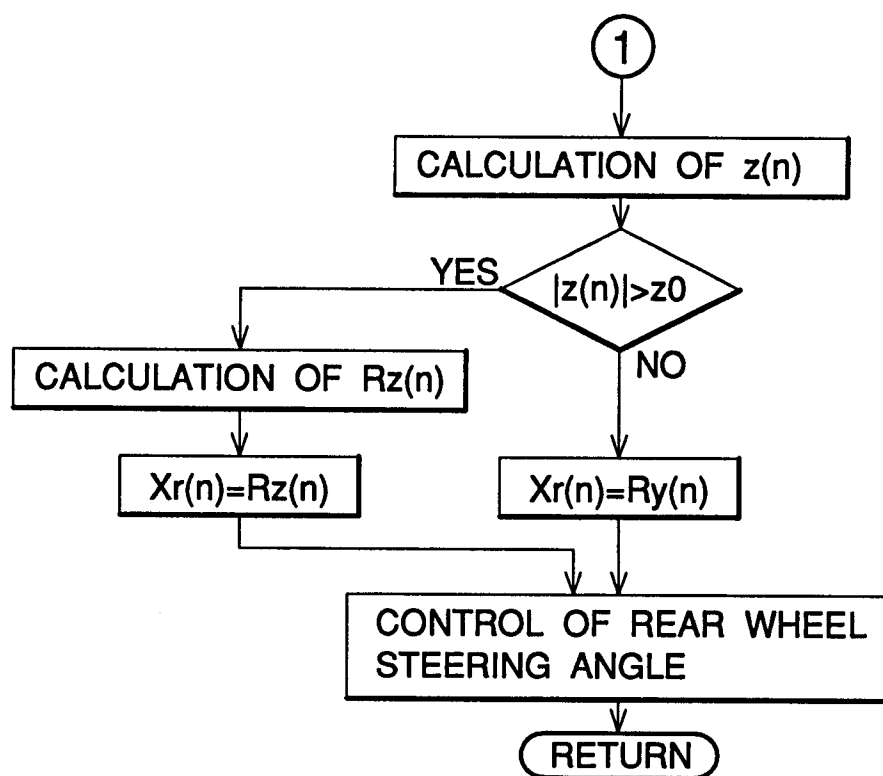 1
CALCULATION OF z(n)
|z(n)|>z0
YES
NO
CALCULATION OF Rz(n)
Xr(n)=Rz(n)
Xr(n)=Ry(n)
CONTROL OF REAR WHEEL
STEERING ANGLE
RETURN